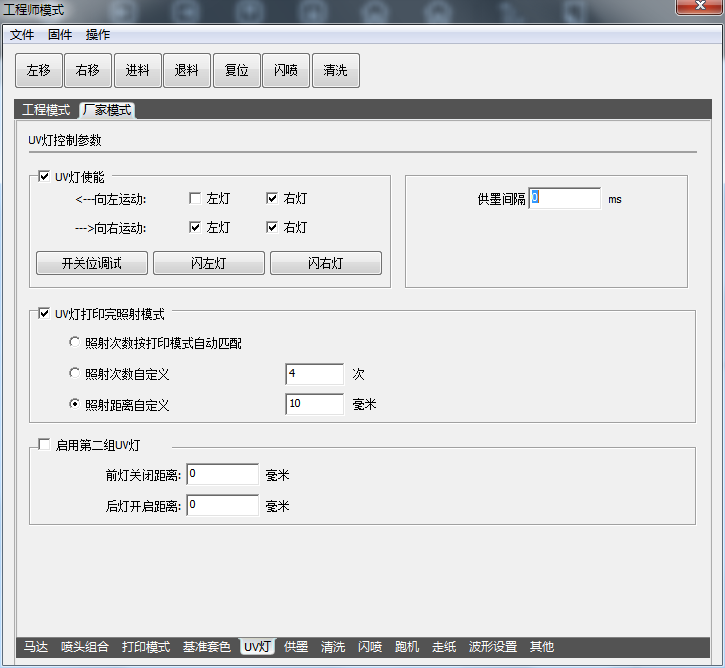 工程师模式
文件 固件 操作
左移 右移 进料 退料 复位 闪喷 清洗
工程模式 厂家模式
UV灯控制参数
UV灯使能
<---向左运动: 左灯 右灯
--->向右运动: 左灯 右灯
开关位调试 闪左灯 闪右灯
供墨间隔 0 ms
UV灯打印完照射模式
照射次数按打印模式自动匹配
照射次数自定义 4 次
照射距离自定义 10 毫米
启用第二组UV灯
前灯关闭距离: 0 毫米
后灯开启距离: 0 毫米
马达 喷头组合 打印模式 基准套色 UV灯 供墨 清洗 闪喷 跑机 走纸 波形设置 其他